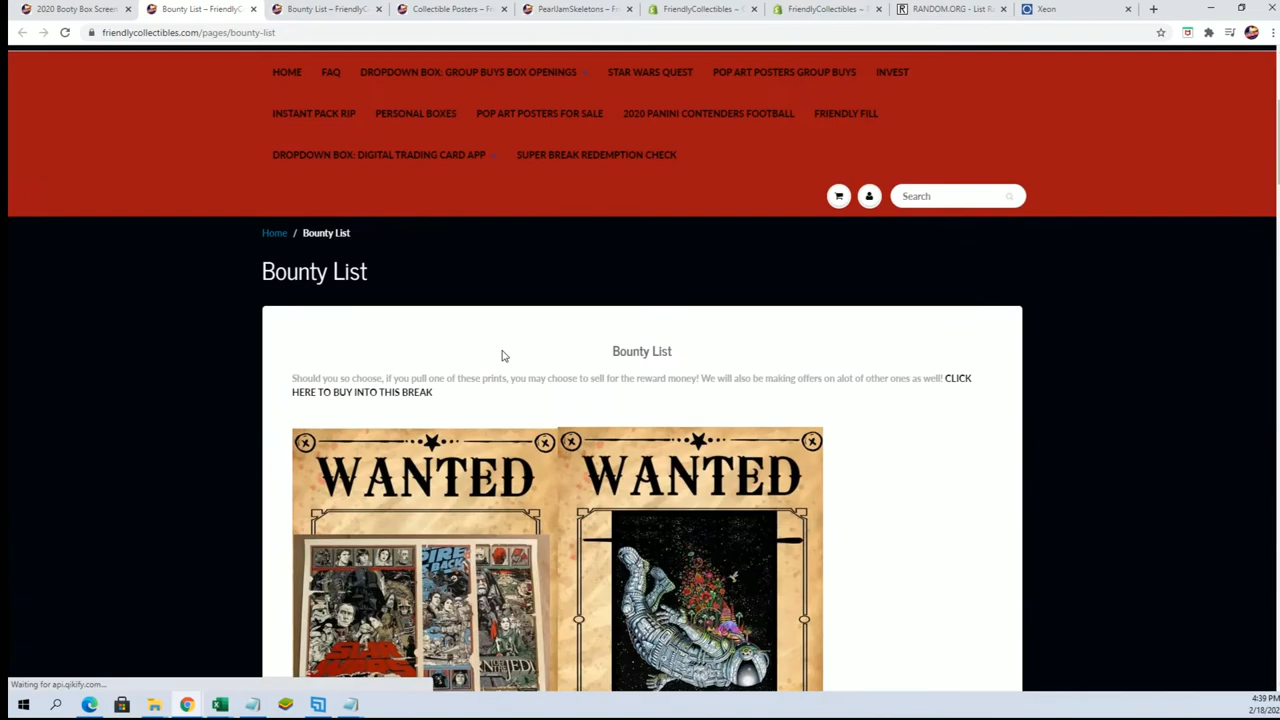 2020 Booty Box Screen
Bounty List – FriendlyC
Bounty List – FriendlyC
Collectible Posters – Fr
PearlJamSkeletons – Fr
FriendlyCollectibles –
FriendlyCollectibles –
RANDOM.ORG - List R
Xeon
friendlycollectibles.com/pages/bounty-list
HOME FAQ DROPDOWN BOX: GROUP BUYS BOX OPENINGS STAR WARS QUEST POP ART POSTERS GROUP BUYS INVEST
INSTANT PACK RIP PERSONAL BOXES POP ART POSTERS FOR SALE 2020 PANINI CONTENDERS FOOTBALL FRIENDLY FILL
DROPDOWN BOX: DIGITAL TRADING CARD APP SUPER BREAK REDEMPTION CHECK
Search
Home / Bounty List
Bounty List
Bounty List
Should you so choose, if you pull one of these prints, you may choose to sell for the reward money! We will also be making offers on alot of other ones as well! CLICK
HERE TO BUY INTO THIS BREAK
WANTED WANTED
Waiting for api.qikify.com...
4:39 PM
2/18/202